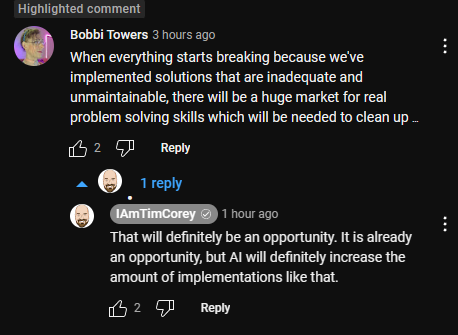 Highlighted comment
Bobbi Towers 3 hours ago
When everything starts breaking because we've
implemented solutions that are inadequate and
unmaintainable, there will be a huge market for real
problem solving skills which will be needed to clean up ...
2 Reply
1 reply
IAmTimCorey 1 hour ago
That will definitely be an opportunity. It is already
an opportunity, but AI will definitely increase the
amount of implementations like that.
2 Reply